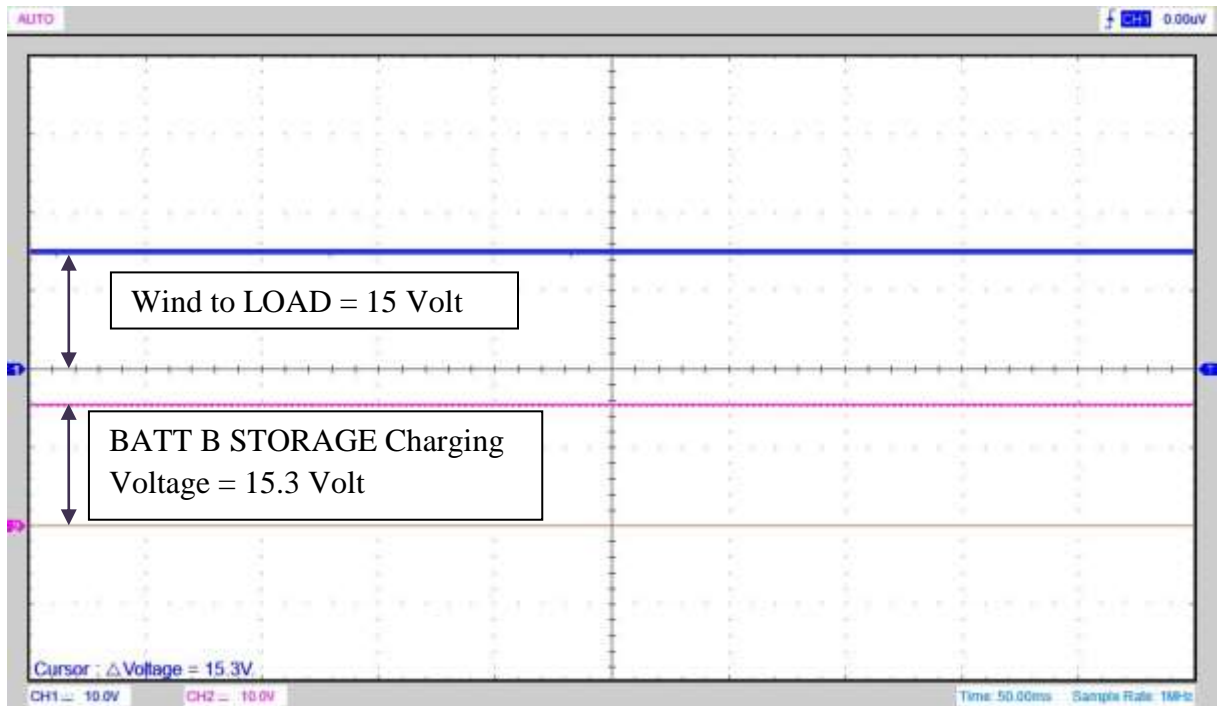 AUTO
CH1 0.00uV
Wind to LOAD = 15 Volt
1
BATT B STORAGE Charging
Voltage = 15.3 Volt
Cursor : △Voltage = 15.3V
CH1 10.0V CH2 10.0V Time: 50.00ms Sample Rate: 1MHz